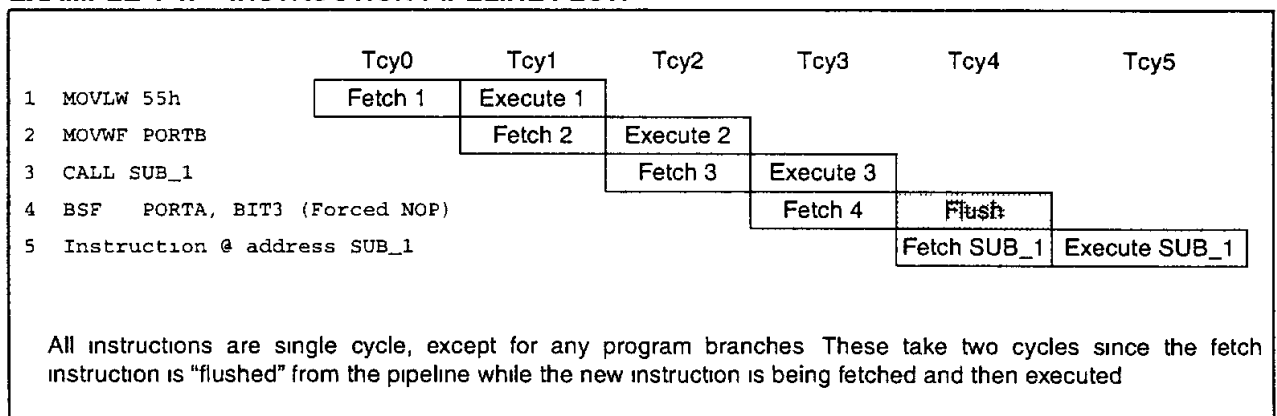 Tcy0 Tcy1 Tcy2 Tcy3 Tcy4 Tcy5
1 MOVLW 55h Fetch 1 Execute 1
2 MOVWF PORTB Fetch 2 Execute 2
3 CALL SUB_1 Fetch 3 Execute 3
4 BSF PORTA, BIT3 (Forced NOP) Fetch 4 Flush
5 Instruction @ address SUB_1 Fetch SUB_1 Execute SUB_1
All instructions are single cycle, except for any program branches These take two cycles since the fetch
instruction is "flushed" from the pipeline while the new instruction is being fetched and then executed